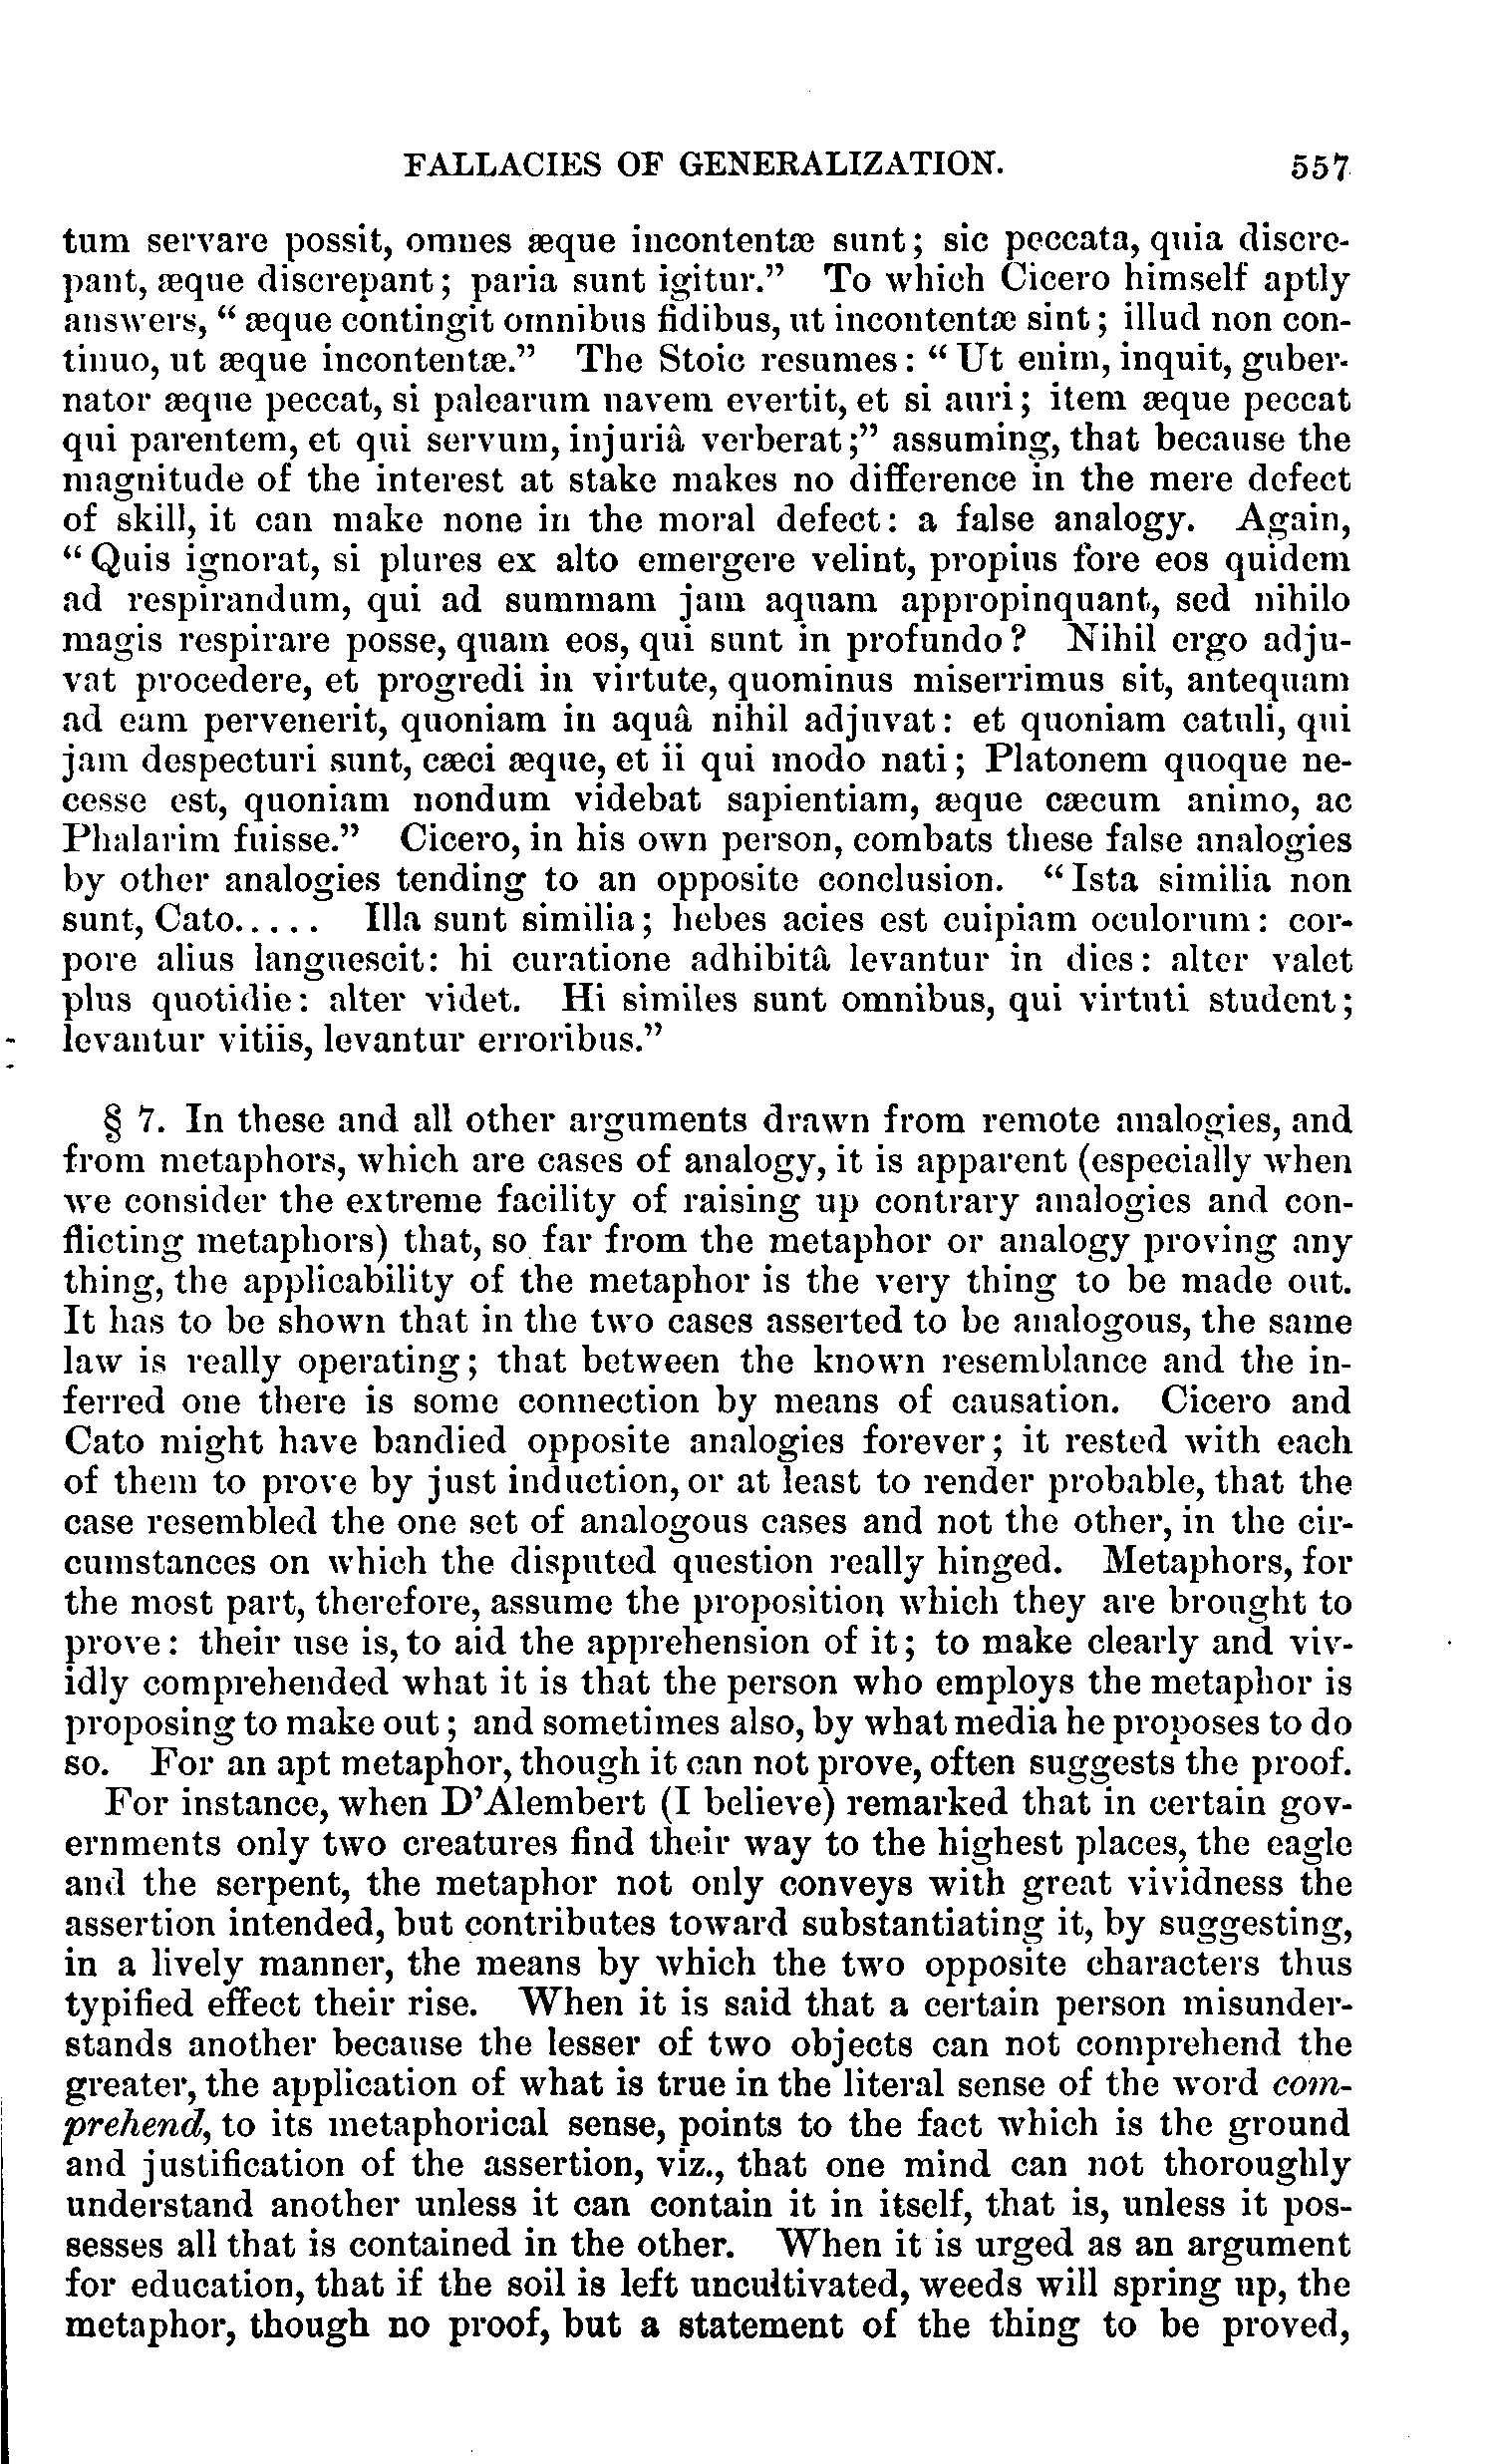 FALLACIES OF GENERALIZATION. 557
tum servare possit, omnes æque incontentæ sunt; sic peccata, quia discre-
pant, æque discrepant; paria sunt igitur.” To which Cicero himself aptly
answers, “æque contingit omnibus fidibus, ut incontentæ sint; illud non con-
tinuo, ut æque incontentæ.” The Stoic resumes: “Ut enim, inquit, guber-
nator æque peccat, si palearum navem evertit, et si auri; item æque peccat
qui parentem, et qui servum, injuriâ verberat;” assuming, that because the
magnitude of the interest at stake makes no difference in the mere defect
of skill, it can make none in the moral defect: a false analogy. Again,
“Quis ignorat, si plures ex alto emergere velint, propius fore eos quidem
ad respirandum, qui ad summam jam aquam appropinquant, sed nihilo
magis respirare posse, quam eos, qui sunt in profundo? Nihil ergo adju-
vat procedere, et progredi in virtute, quominus miserrimus sit, antequam
ad eam pervenerit, quoniam in aquâ nihil adjuvat: et quoniam catuli, qui
jam despecturi sunt, cæci æque, et ii qui modo nati; Platonem quoque ne-
cesse est, quoniam nondum videbat sapientiam, æque cæcum animo, ac
Phalarim fuisse.” Cicero, in his own person, combats these false analogies
by other analogies tending to an opposite conclusion. “Ista similia non
sunt, Cato..... Illa sunt similia; hebes acies est cuipiam oculorum: cor-
pore alius languescit: hi curatione adhibitâ levantur in dies: alter valet
plus quotidie: alter videt. Hi similes sunt omnibus, qui virtuti student;
levantur vitiis, levantur erroribus.”
§ 7. In these and all other arguments drawn from remote analogies, and
from metaphors, which are cases of analogy, it is apparent (especially when
we consider the extreme facility of raising up contrary analogies and con-
flicting metaphors) that, so far from the metaphor or analogy proving any
thing, the applicability of the metaphor is the very thing to be made out.
It has to be shown that in the two cases asserted to be analogous, the same
law is really operating; that between the known resemblance and the in-
ferred one there is some connection by means of causation. Cicero and
Cato might have bandied opposite analogies forever; it rested with each
of them to prove by just induction, or at least to render probable, that the
case resembled the one set of analogous cases and not the other, in the cir-
cumstances on which the disputed question really hinged. Metaphors, for
the most part, therefore, assume the proposition which they are brought to
prove: their use is, to aid the apprehension of it; to make clearly and viv-
idly comprehended what it is that the person who employs the metaphor is
proposing to make out; and sometimes also, by what media he proposes to do
so. For an apt metaphor, though it can not prove, often suggests the proof.
For instance, when D’Alembert (I believe) remarked that in certain gov-
ernments only two creatures find their way to the highest places, the eagle
and the serpent, the metaphor not only conveys with great vividness the
assertion intended, but contributes toward substantiating it, by suggesting,
in a lively manner, the means by which the two opposite characters thus
typified effect their rise. When it is said that a certain person misunder-
stands another because the lesser of two objects can not comprehend the
greater, the application of what is true in the literal sense of the word com-
prehend, to its metaphorical sense, points to the fact which is the ground
and justification of the assertion, viz., that one mind can not thoroughly
understand another unless it can contain it in itself, that is, unless it pos-
sesses all that is contained in the other. When it is urged as an argument
for education, that if the soil is left uncultivated, weeds will spring up, the
metaphor, though no proof, but a statement of the thing to be proved,